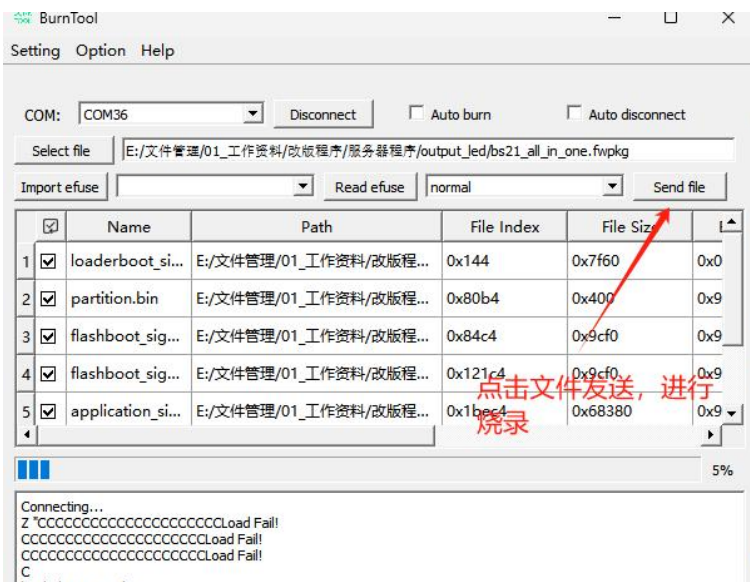 BurnTool
Setting Option Help
COM: COM36 Disconnect Auto burn Auto disconnect
Select file E:/文件管理/01_工作资料/改版程序/服务器程序/output_led/bs21_all_in_one.fwpkg
Import efuse Read efuse normal Send file
Name Path File Index File Size
1 loaderboot_si... E:/文件管理/01_工作资料/改版程... 0x144 0x7f60 0x0
2 partition.bin E:/文件管理/01_工作资料/改版程... 0x80b4 0x400 0x9
3 flashboot_sig... E:/文件管理/01_工作资料/改版程... 0x84c4 0x9cf0 0x9
4 flashboot_sig... E:/文件管理/01_工作资料/改版程... 0x121c4 0x9cf0 0x9
5 application_si... E:/文件管理/01_工作资料/改版程... 0x1bec4 0x68380 0x9
点击文件发送，进行
烧录
5%
Connecting...
Z "CCCCCCCCCCCCCCCCCCCCCLoad Fail!
CCCCCCCCCCCCCCCCCCCCCLoad Fail!
CCCCCCCCCCCCCCCCCCCCCLoad Fail!
C